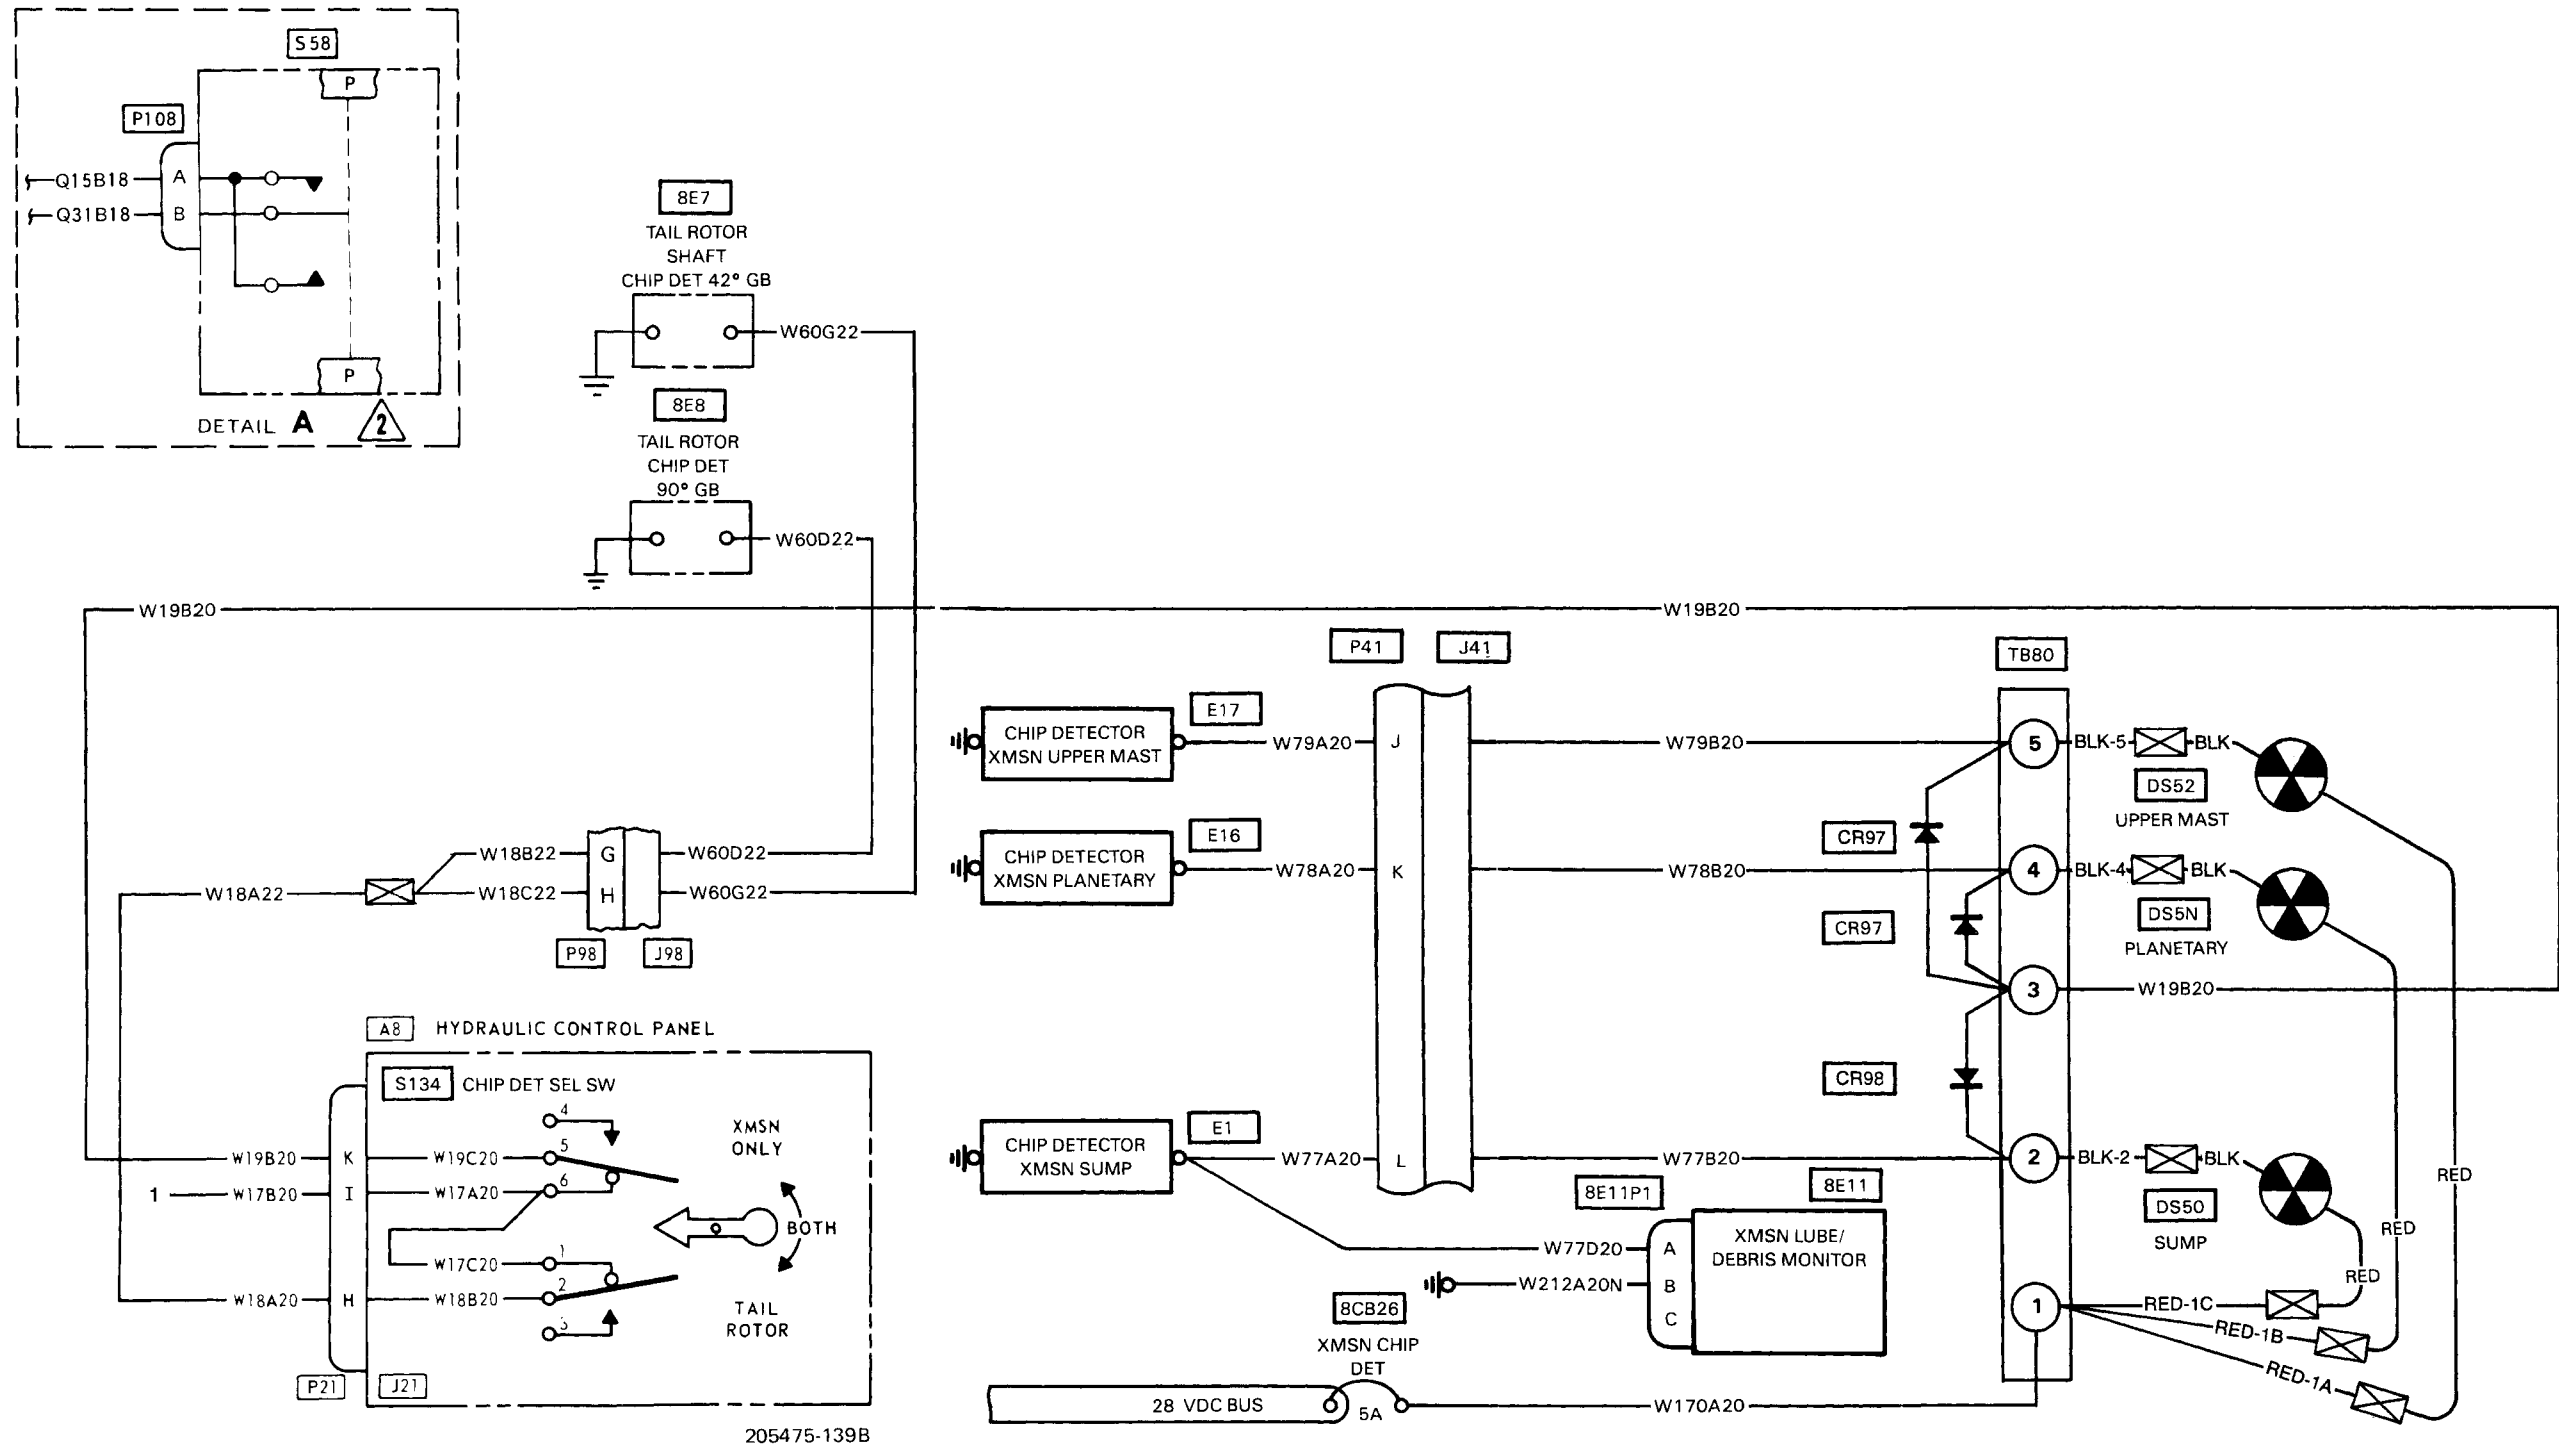 S58
P
P108
Q15B18
A
Q31B18
B
P
DETAIL A
2
8E7
TAIL ROTOR
SHAFT
CHIP DET 42° GB
W60G22
8E8
TAIL ROTOR
CHIP DET
90° GB
W60D22
W19B20
W19B20
P41
J41
TB80
E17
CHIP DETECTOR
XMSN UPPER MAST
W79A20
J
W79B20
5
BLK-5
BLK
DS52
UPPER MAST
CR97
E16
CHIP DETECTOR
XMSN PLANETARY
W78A20
K
W78B20
4
BLK-4
BLK
DS5N
PLANETARY
CR97
W18B22
G
W60D22
W18A22
W18C22
H
W60G22
P98
J98
3
W19B20
CR98
A8
HYDRAULIC CONTROL PANEL
S134
CHIP DET SEL SW
4
XMSN
ONLY
W19B20
K
W19C20
5
1
W17B20
I
W17A20
6
BOTH
W17C20
1
2
W18A20
H
W18B20
3
TAIL
ROTOR
P21
J21
205475-139B
E1
CHIP DETECTOR
XMSN SUMP
W77A20
L
W77B20
2
BLK-2
BLK
DS50
SUMP
RED
RED
RED
8E11P1
8E11
XMSN LUBE/
DEBRIS MONITOR
W77D20
A
W212A20N
B
C
8CB26
XMSN CHIP
DET
28 VDC BUS
5A
W170A20
1
RED-1C
RED-1B
RED-1A